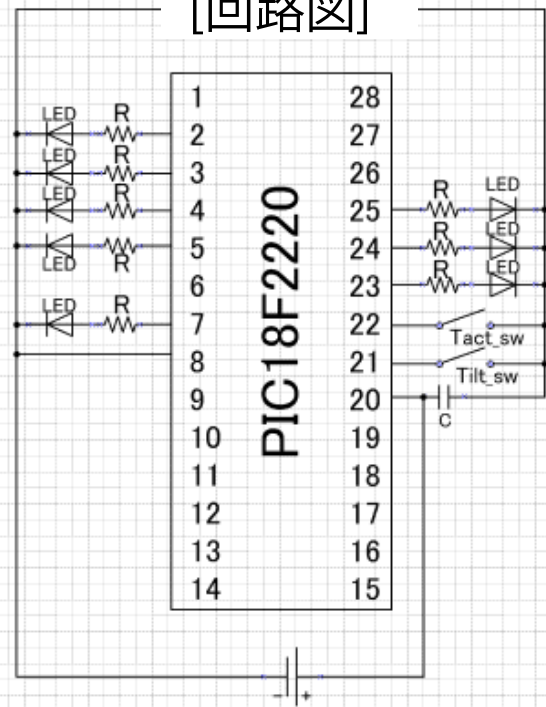 [回路図]
1 28
LED R 2 27
LED R 3 26 LED
LED R 4 25 R
5 24 R LED
LED R 6 23 R LED
LED R 7 22 Tact_sw
8 21 Tilt_sw
9 20 C
10 19
11 18
12 17
13 16
14 15
PIC18F2220
- +